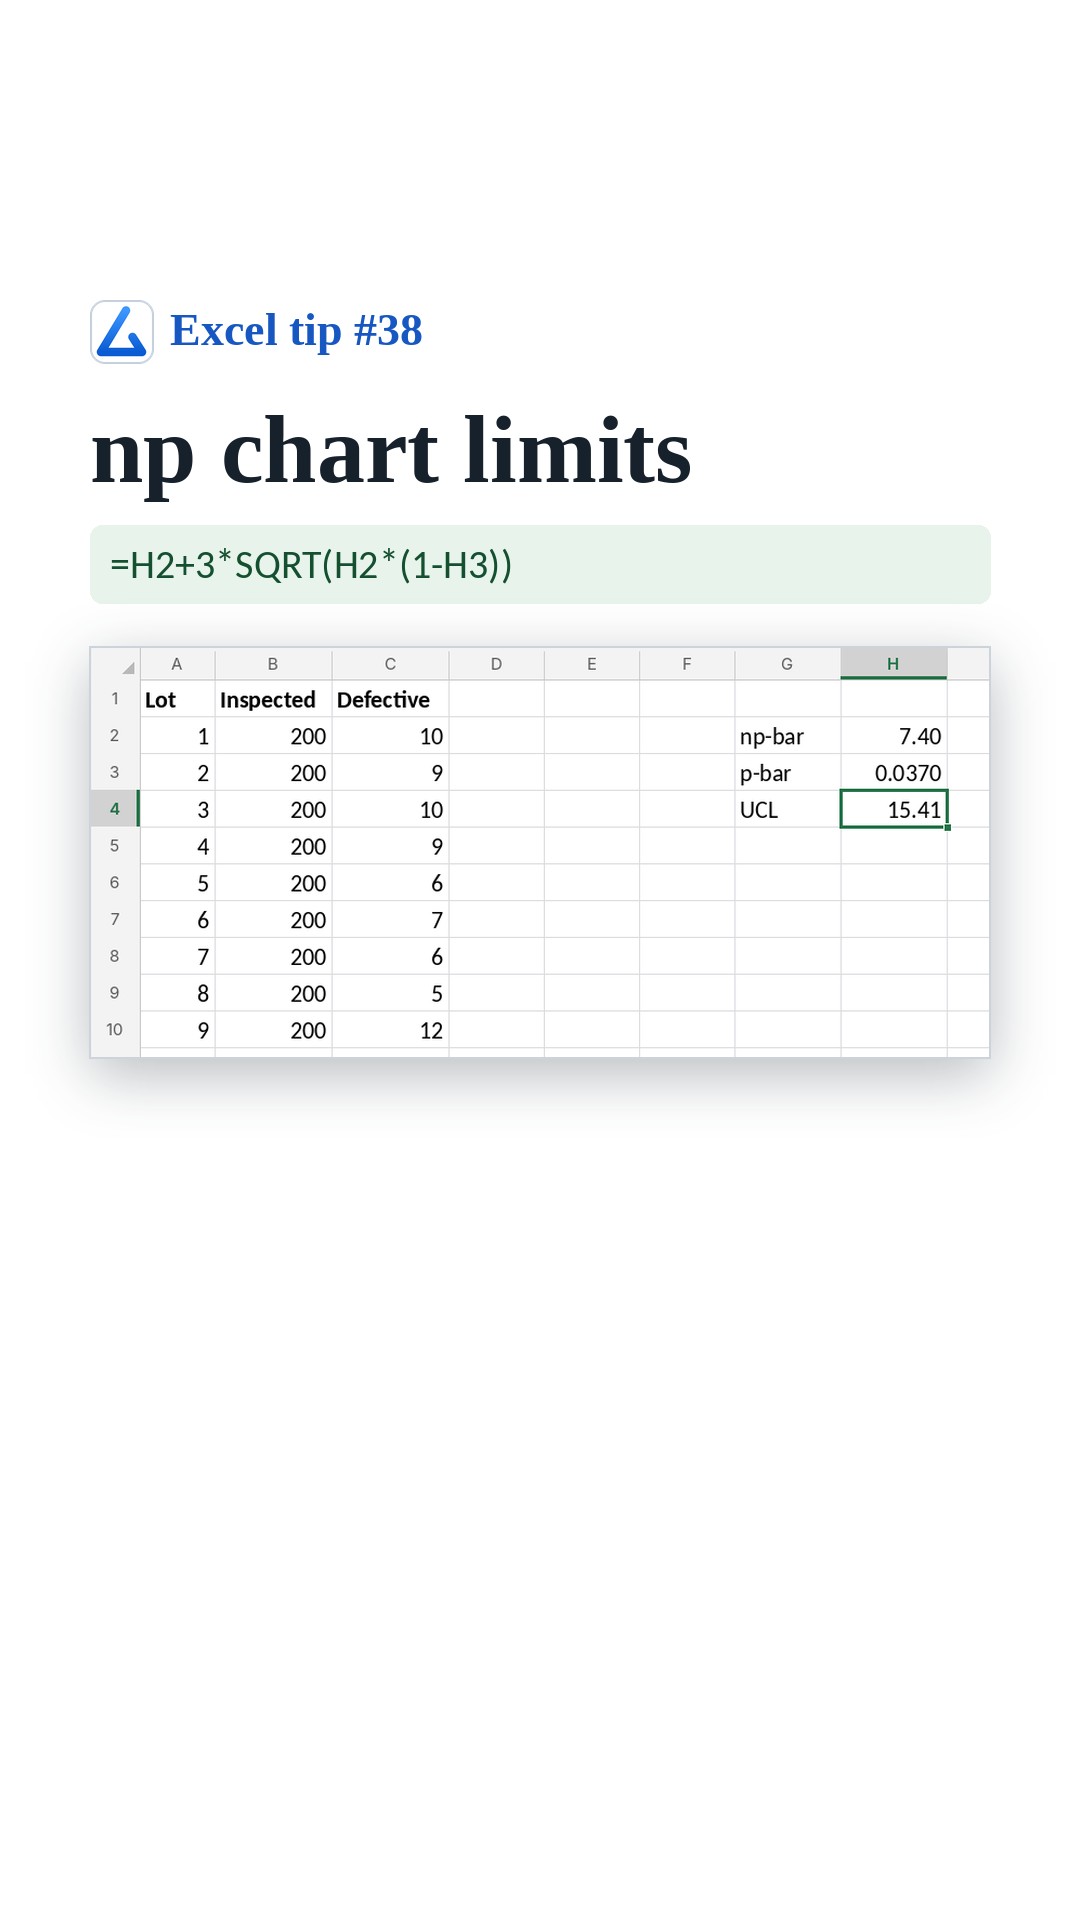 Excel tip #38
np chart limits
=H2+3*SQRT(H2*(1-H3))
A B C D E F G H
1 Lot Inspected Defective
2 1 200 10 np-bar 7.40
3 2 200 9 p-bar 0.0370
4 3 200 10 UCL 15.41
5 4 200 9
6 5 200 6
7 6 200 7
8 7 200 6
9 8 200 5
10 9 200 12